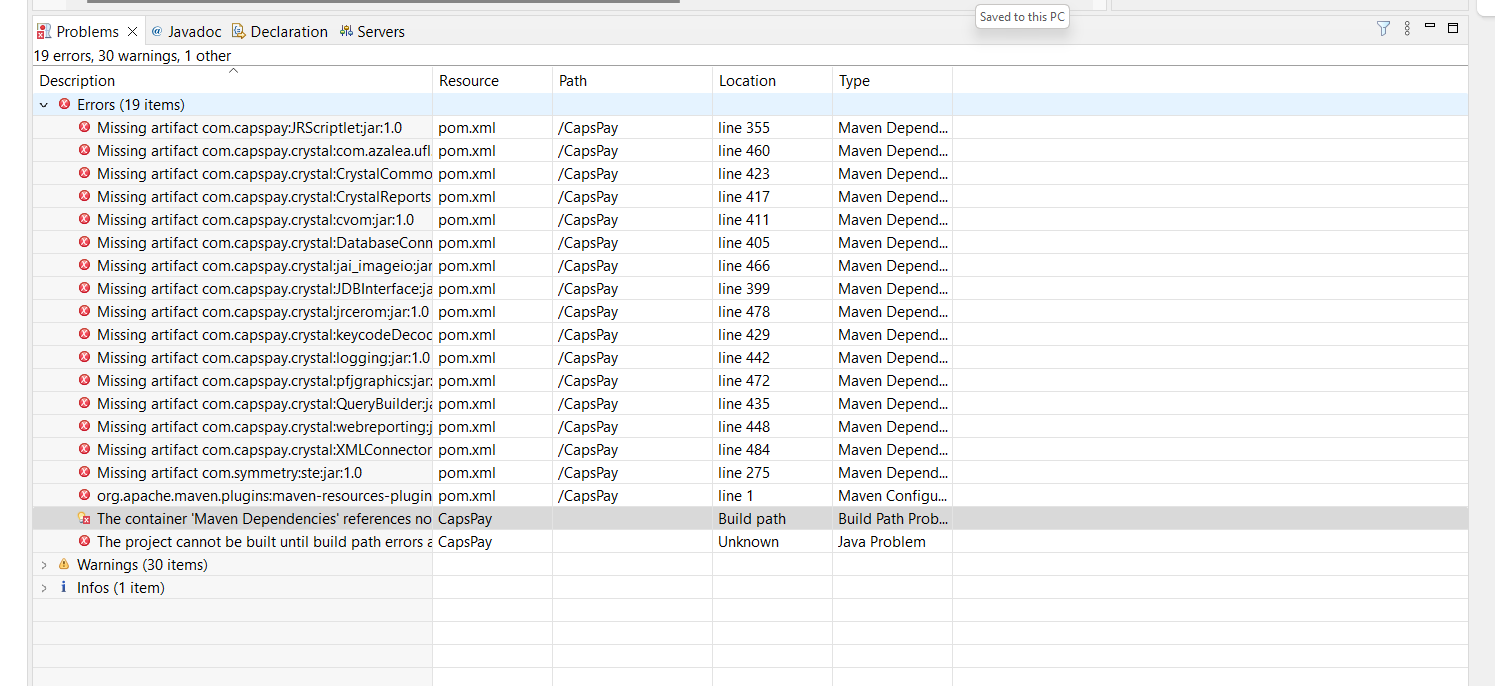 Saved to this PC
Problems @ Javadoc Declaration Servers
19 errors, 30 warnings, 1 other
Description Resource Path Location Type
Errors (19 items)
Missing artifact com.capspay:JRScriptlet:jar:1.0 pom.xml /CapsPay line 355 Maven Depend...
Missing artifact com.capspay.crystal:com.azalea.ufl pom.xml /CapsPay line 460 Maven Depend...
Missing artifact com.capspay.crystal:CrystalCommo pom.xml /CapsPay line 423 Maven Depend...
Missing artifact com.capspay.crystal:CrystalReports pom.xml /CapsPay line 417 Maven Depend...
Missing artifact com.capspay.crystal:cvom:jar:1.0 pom.xml /CapsPay line 411 Maven Depend...
Missing artifact com.capspay.crystal:DatabaseConn pom.xml /CapsPay line 405 Maven Depend...
Missing artifact com.capspay.crystal:jai_imageio:jar pom.xml /CapsPay line 466 Maven Depend...
Missing artifact com.capspay.crystal:JDBInterface:ja pom.xml /CapsPay line 399 Maven Depend...
Missing artifact com.capspay.crystal:jrcerom:jar:1.0 pom.xml /CapsPay line 478 Maven Depend...
Missing artifact com.capspay.crystal:keycodeDecod pom.xml /CapsPay line 429 Maven Depend...
Missing artifact com.capspay.crystal:logging:jar:1.0 pom.xml /CapsPay line 442 Maven Depend...
Missing artifact com.capspay.crystal:pfjgraphics:jar: pom.xml /CapsPay line 472 Maven Depend...
Missing artifact com.capspay.crystal:QueryBuilder:ja pom.xml /CapsPay line 435 Maven Depend...
Missing artifact com.capspay.crystal:webreporting:j pom.xml /CapsPay line 448 Maven Depend...
Missing artifact com.capspay.crystal:XMLConnector pom.xml /CapsPay line 484 Maven Depend...
Missing artifact com.symmetry:ste:jar:1.0 pom.xml /CapsPay line 275 Maven Depend...
org.apache.maven.plugins:maven-resources-plugin pom.xml /CapsPay line 1 Maven Configu...
The container 'Maven Dependencies' references no CapsPay Build path Build Path Prob...
The project cannot be built until build path errors a CapsPay Unknown Java Problem
Warnings (30 items)
Infos (1 item)